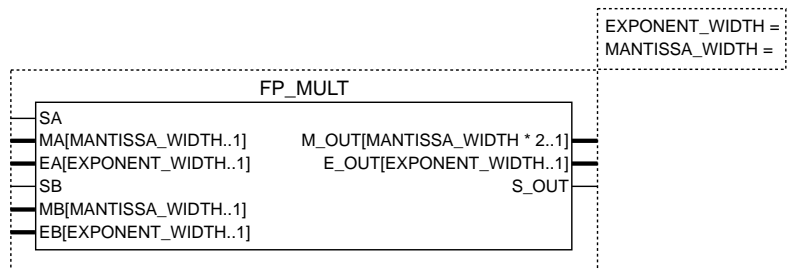 EXPONENT_WIDTH =
MANTISSA_WIDTH =
FP_MULT
SA
MA[MANTISSA_WIDTH..1] M_OUT[MANTISSA_WIDTH * 2..1]
EA[EXPONENT_WIDTH..1] E_OUT[EXPONENT_WIDTH..1]
SB S_OUT
MB[MANTISSA_WIDTH..1]
EB[EXPONENT_WIDTH..1]